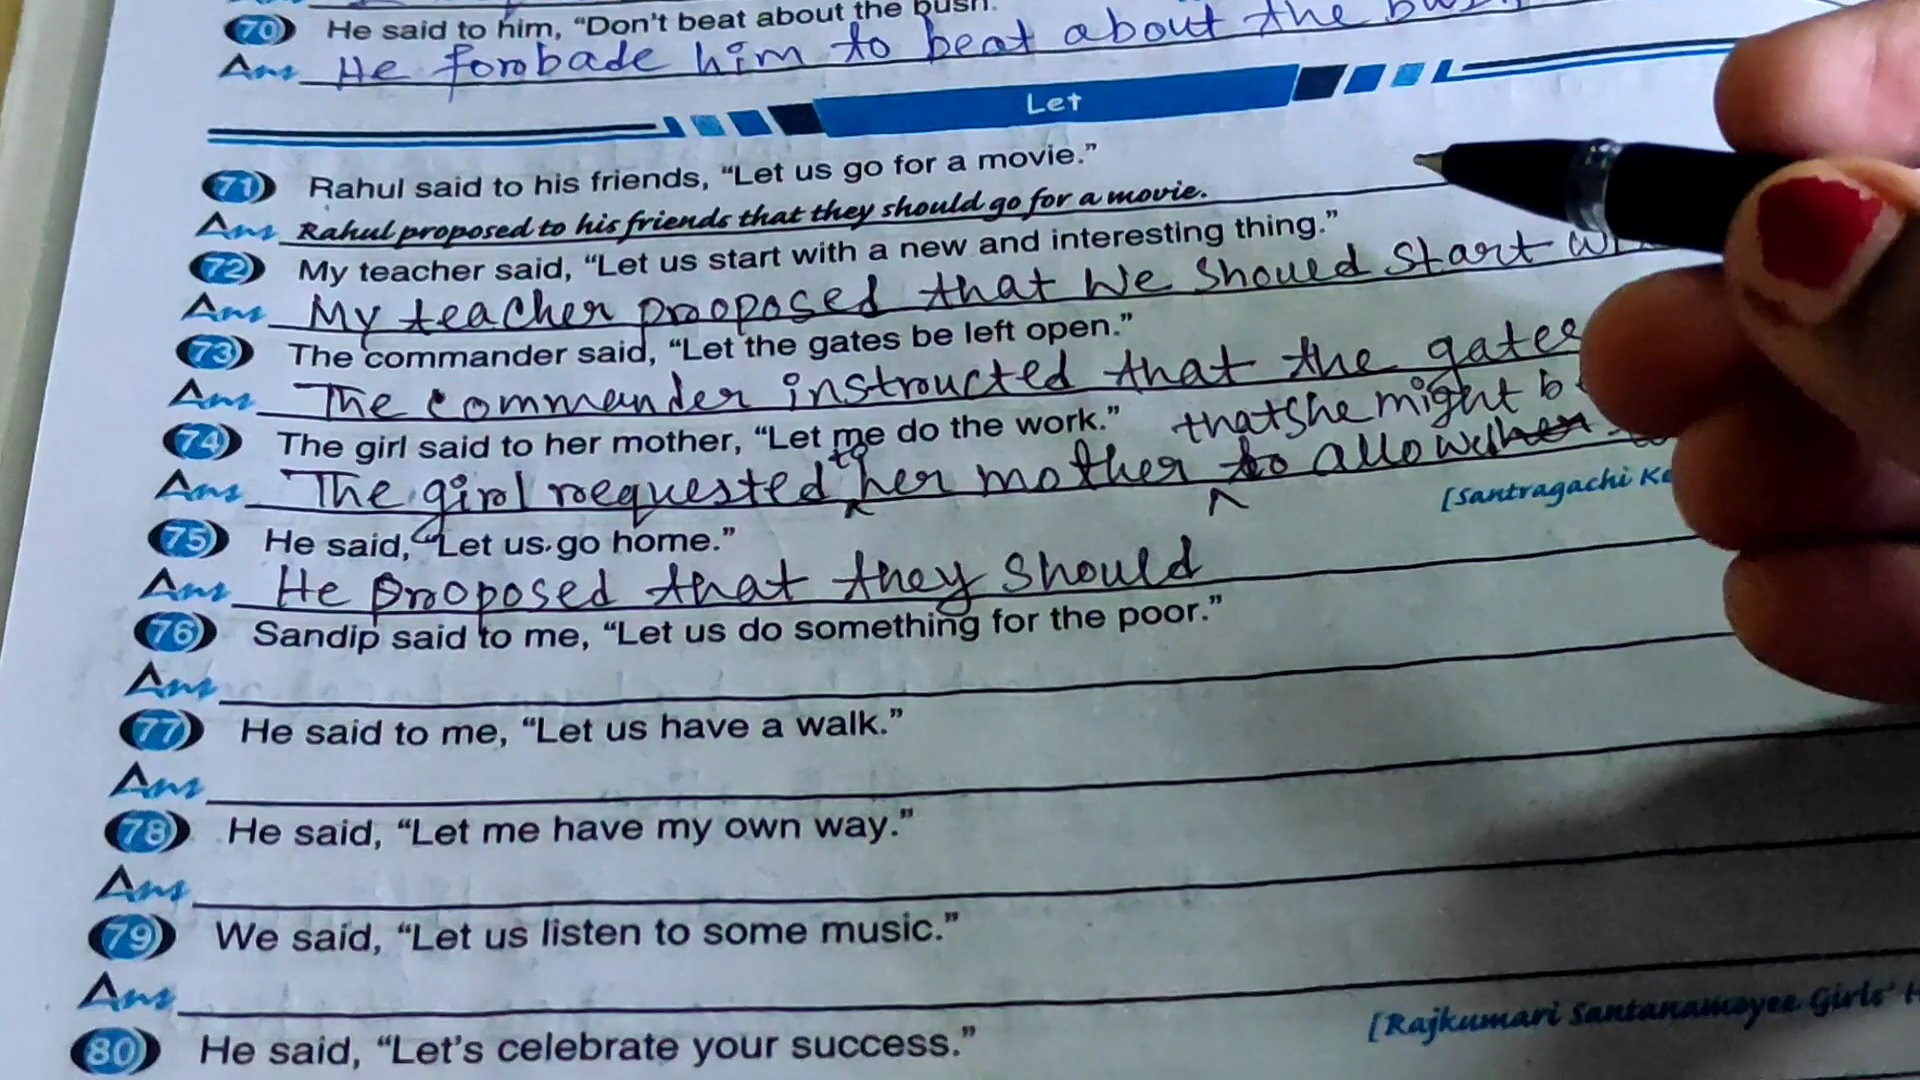 70 He said to him, “Don't beat about the bush.
Ans He forbade him to beat about the
Let
71 Rahul said to his friends, “Let us go for a movie.”
Ans Rahul proposed to his friends that they should go for a movie.
72 My teacher said, “Let us start with a new and interesting thing.”
Ans My teacher proposed that we should start
73 The commander said, “Let the gates be left open.”
Ans The commander instructed that the gates
74 The girl said to her mother, “Let me do the work.”
that she might b
to
Ans The girl requested her mother to allow her
[Santragachi Ke
75 He said, “Let us go home.”
Ans He proposed that they should
76 Sandip said to me, “Let us do something for the poor.”
Ans
77 He said to me, “Let us have a walk.”
Ans
78 He said, “Let me have my own way.”
Ans
79 We said, “Let us listen to some music.”
Ans
[Rajkumari Santanamoyee Girls' H
80 He said, “Let's celebrate your success.”